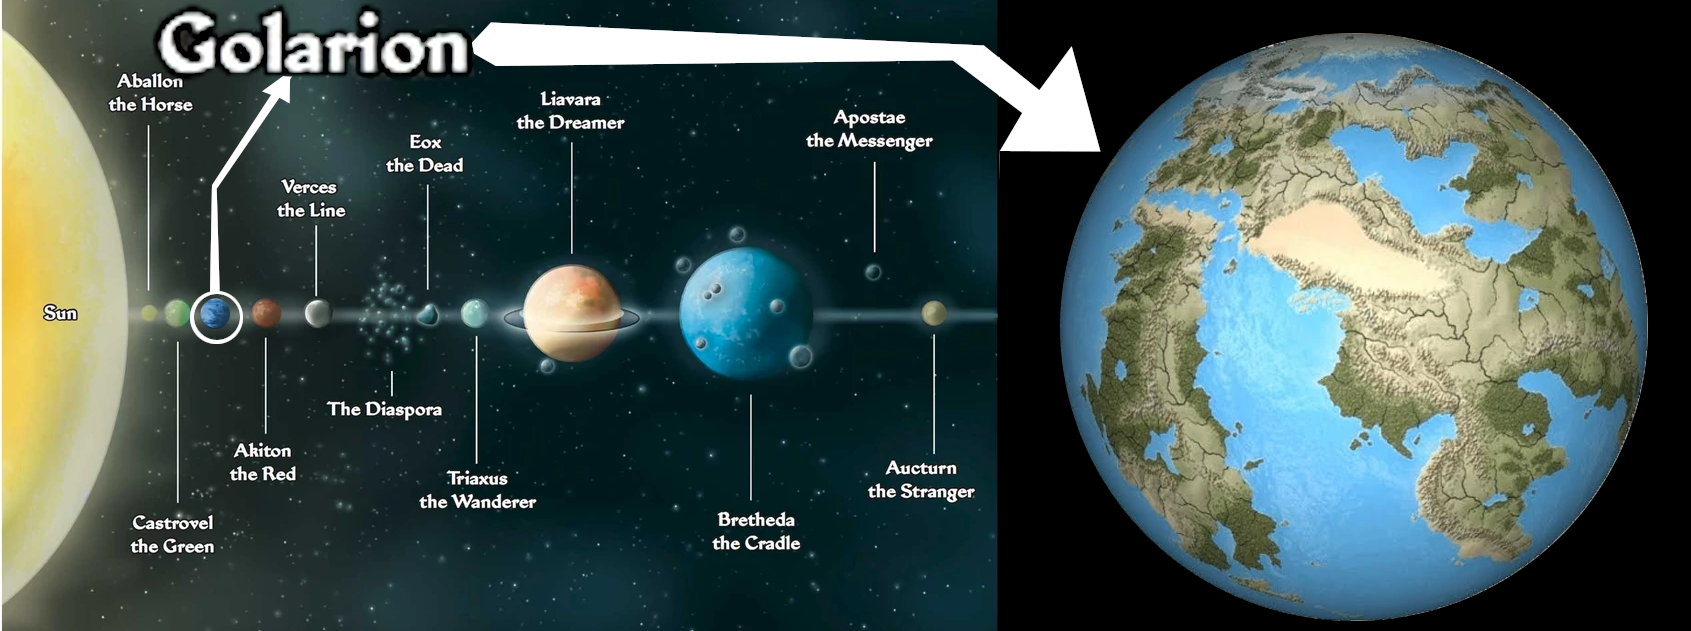 Golarion
Aballon
the Horse
Liavara
the Dreamer
Apostae
the Messenger
Eox
the Dead
Verces
the Line
Sun
The Diaspora
Akiton
the Red
Triaxus
the Wanderer
Aucturn
the Stranger
Castrovel
the Green
Bretheda
the Cradle